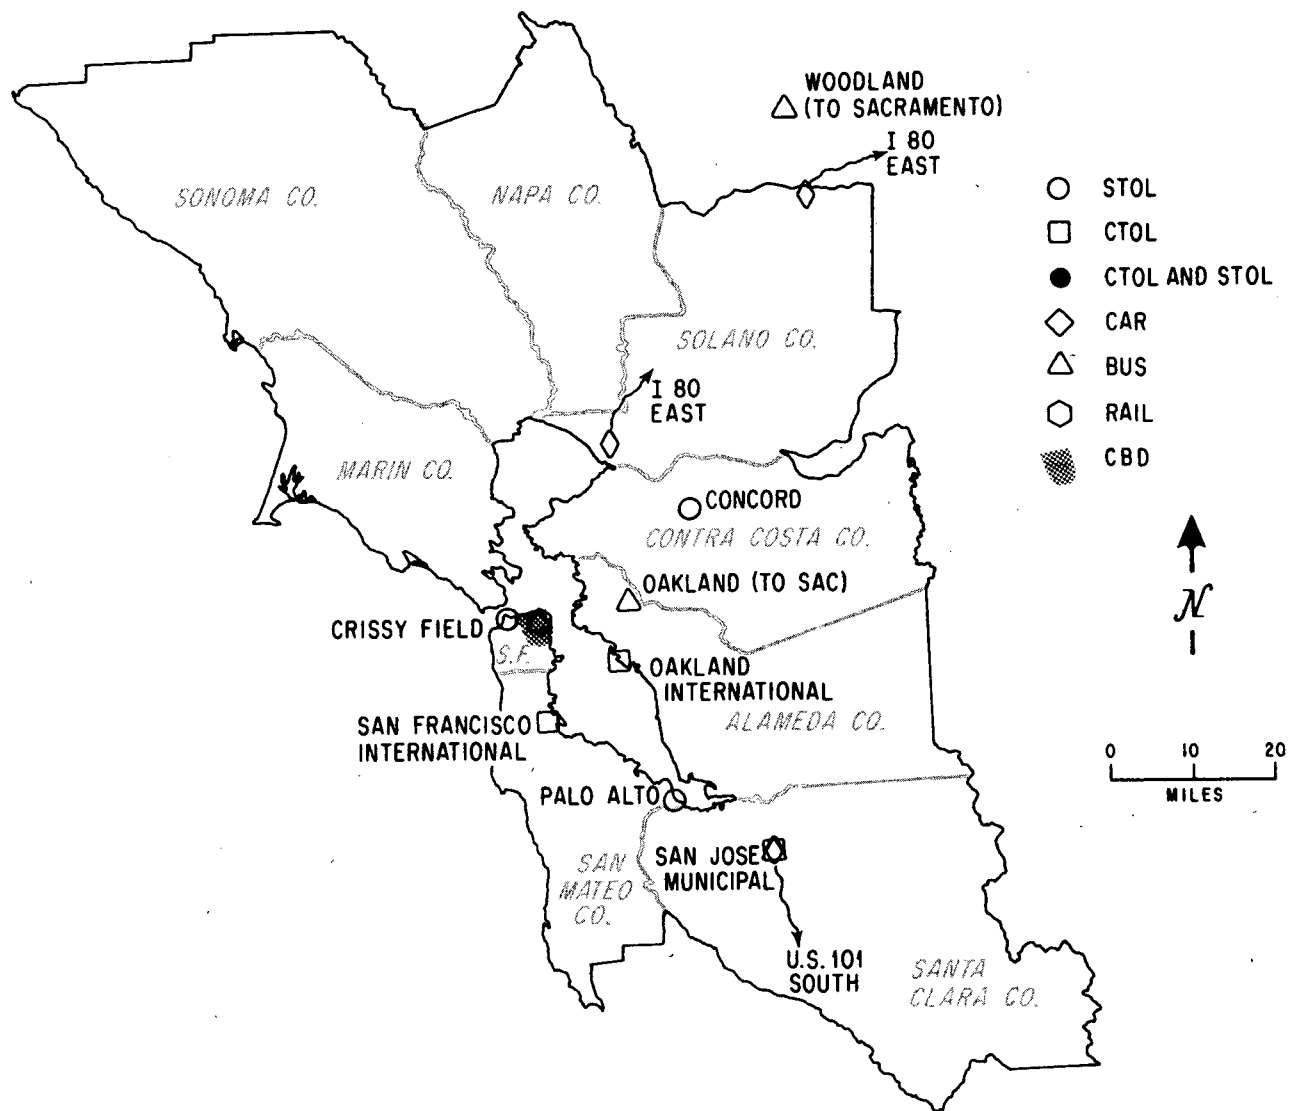 WOODLAND
(TO SACRAMENTO)
I 80
EAST
SONOMA CO.
NAPA CO.
SOLANO CO.
I 80
EAST
MARIN CO.
CONCORD
CONTRA COSTA CO.
OAKLAND (TO SAC)
CRISSY FIELD
S.F.
OAKLAND
INTERNATIONAL
ALAMEDA CO.
SAN FRANCISCO
INTERNATIONAL
PALO ALTO
SAN JOSE
MUNICIPAL
SAN
MATEO
CO.
U.S. 101
SOUTH
SANTA
CLARA CO.
STOL
CTOL
CTOL AND STOL
CAR
BUS
RAIL
CBD
N
0 10 20
MILES